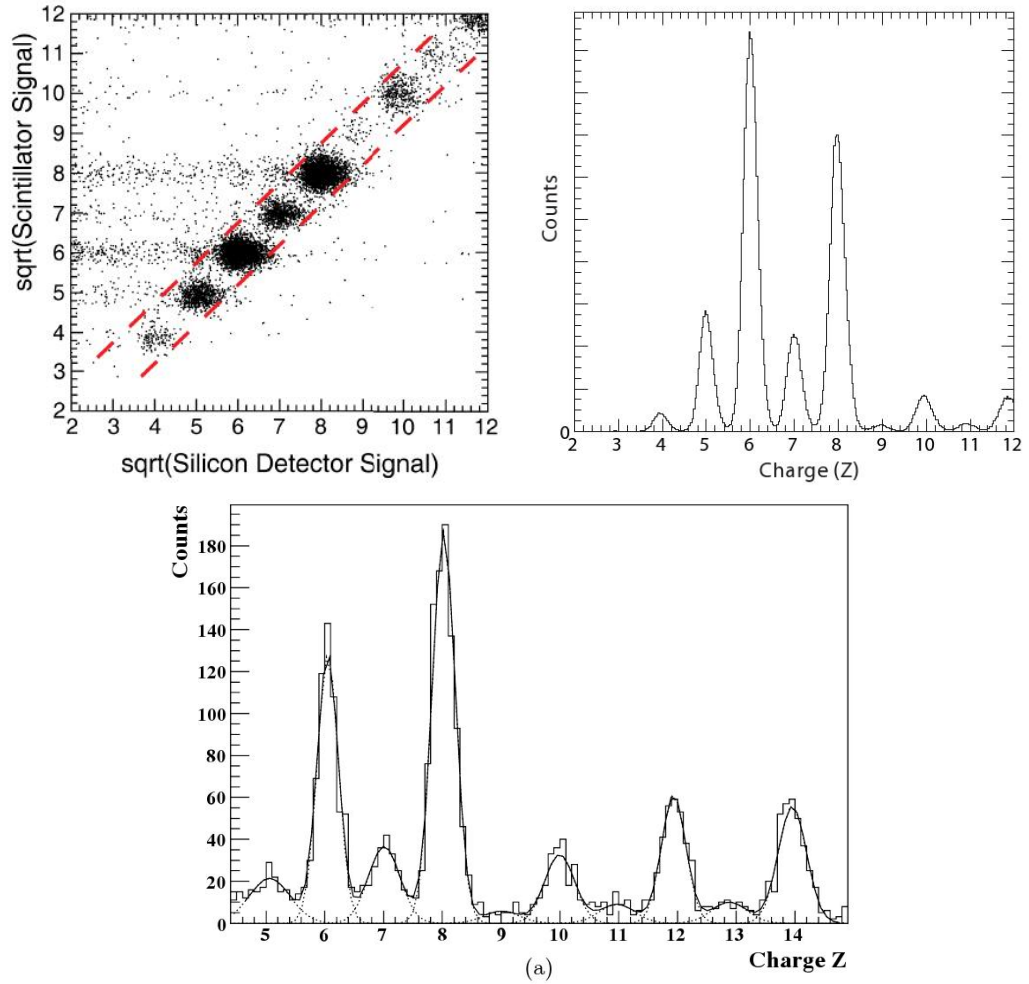 12
11
10
9
8
7
6
5
4
3
2
sqrt(Scintillator Signal)
2 3 4 5 6 7 8 9 10 11 12
sqrt(Silicon Detector Signal)
Counts
0
2 3 4 5 6 7 8 9 10 11 12
Charge (Z)
Counts
180
160
140
120
100
80
60
40
20
0
5 6 7 8 9 10 11 12 13 14
Charge Z
(a)